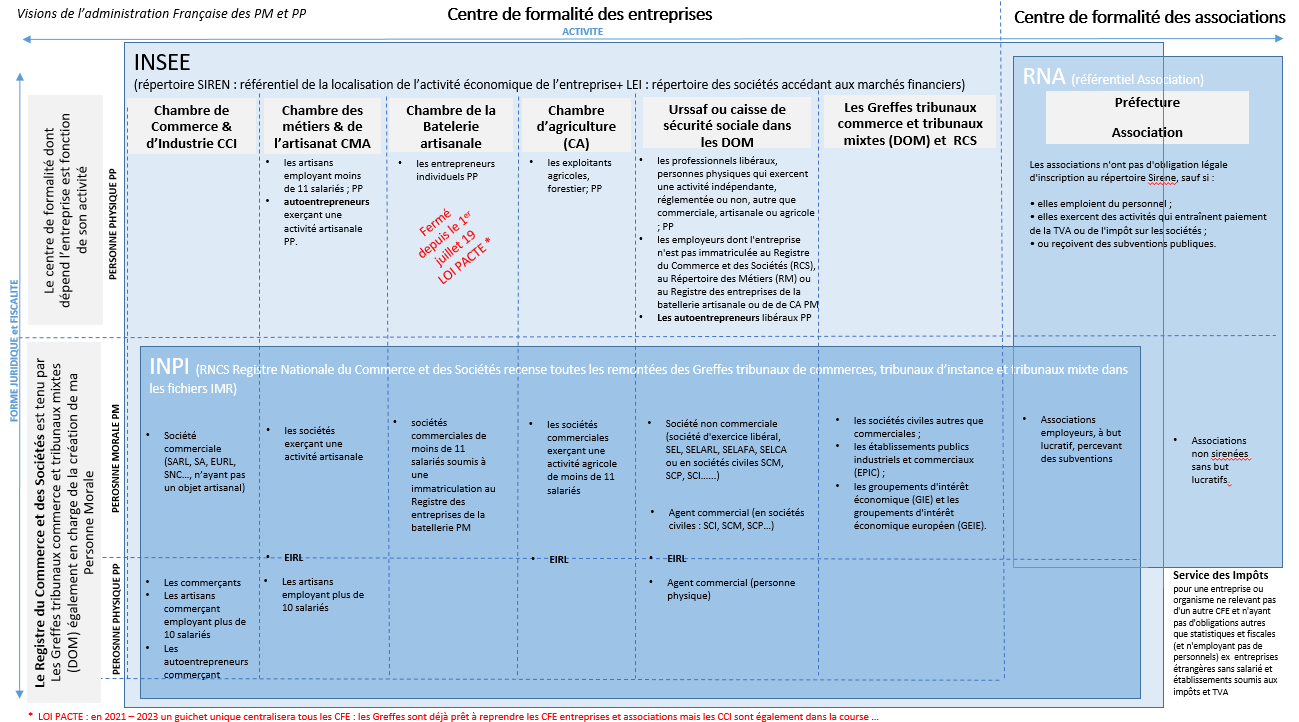 Visions de l'administration Française des PM et PP
Centre de formalité des entreprises
Centre de formalité des associations
ACTIVITE
INSEE
(répertoire SIREN : référentiel de la localisation de l'activité économique de l'entreprise+ LEI : répertoire des sociétés accédant aux marchés financiers)
RNA (référentiel Association)
FORME JURIDIQUE et FISCALITE
Le centre de formalité dont
dépend l'entreprise est fonction
de son activité
PERSONNE PHYSIQUE PP
Chambre de
Commerce &
d'Industrie CCI
Chambre des
métiers & de
l'artisanat CMA
• les artisans
employant moins
de 11 salariés ; PP
• autoentrepreneurs
exerçant une
activité artisanale
PP.
Chambre de la
Batelerie
artisanale
• les entrepreneurs
individuels PP
Fermé
depuis le 1er
juillet 19
LOI PACTE *
Chambre
d'agriculture
(CA)
• les exploitants
agricoles,
forestier; PP
Urssaf ou caisse de
sécurité sociale dans
les DOM
• les professionnels libéraux,
personnes physiques qui exercent
une activité indépendante,
réglementée ou non, autre que
commerciale, artisanale ou agricole
; PP
• les employeurs dont l'entreprise
n'est pas immatriculée au Registre
du Commerce et des Sociétés (RCS),
au Répertoire des Métiers (RM) ou
au Registre des entreprises de la
batellerie artisanale ou de de CA PM
• Les autoentrepreneurs libéraux PP
Les Greffes tribunaux
commerce et tribunaux
mixtes (DOM) et RCS
Préfecture
Association
Les associations n'ont pas d'obligation légale
d'inscription au répertoire Sirene, sauf si :
• elles emploient du personnel ;
• elles exercent des activités qui entraînent paiement
de la TVA ou de l'impôt sur les sociétés ;
• ou reçoivent des subventions publiques.
Le Registre du Commerce et des Sociétés est tenu par
Les Greffes tribunaux commerce et tribunaux mixtes
(DOM) également en charge de la création de ma
Personne Morale
INPI (RNCS Registre Nationale du Commerce et des Sociétés recense toutes les remontées des Greffes tribunaux de commerces, tribunaux d'instance et tribunaux mixte dans
les fichiers IMR)
PEROSNNE MORALE PM
• Société
commerciale
(SARL, SA, EURL,
SNC…, n'ayant pas
un objet artisanal)
• les sociétés
exerçant une
activité artisanale
• sociétés
commerciales de
moins de 11
salariés soumis à
une
immatriculation au
Registre des
entreprises de la
batellerie PM
• les sociétés
commerciales
exerçant une
activité agricole
de moins de 11
salariés
• Société non commerciale
(société d'exercice libéral,
SEL, SELARL, SELAFA, SELCA
ou en sociétés civiles SCM,
SCP, SCI……)
• Agent commercial (en sociétés
civiles : SCI, SCM, SCP…)
• les sociétés civiles autres que
commerciales ;
• les établissements publics
industriels et commerciaux
(EPIC) ;
• les groupements d'intérêt
économique (GIE) et les
groupements d'intérêt
économique européen (GEIE).
• Associations
employeurs, à but
lucratif, percevant
des subventions
• Associations
non sirenées
sans but
lucratifs.
PEROSNNE PHYSIQUE PP
• Les commerçants
• Les artisans
commerçant
employant plus de
10 salariés
• Les
autoentrepreneurs
commerçant
• EIRL
• Les artisans
employant plus de
10 salariés
• EIRL
• EIRL
• Agent commercial (personne
physique)
Service des Impôts
pour une entreprise ou
organisme ne relevant pas
d'un autre CFE et n'ayant
pas d'obligations autres
que statistiques et fiscales
(et n'employant pas de
personnels) ex entreprises
étrangères sans salarié et
établissements soumis aux
impôts et TVA
* LOI PACTE : en 2021 – 2023 un guichet unique centralisera tous les CFE : les Greffes sont déjà prêt à reprendre les CFE entreprises et associations mais les CCI sont également dans la course …